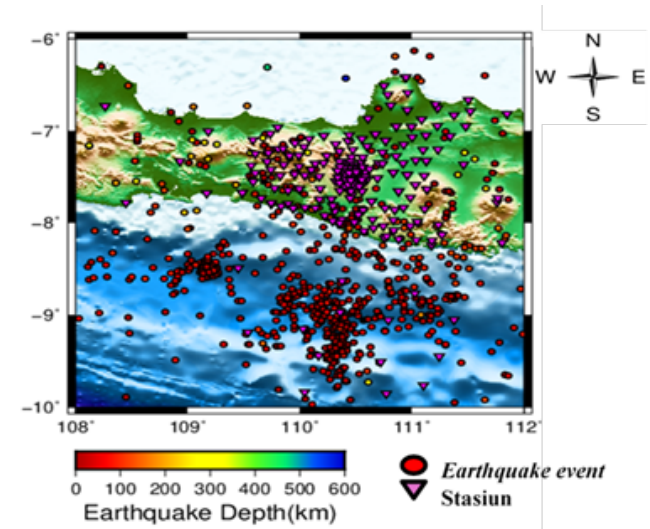 N
W E
S
−6°
−7°
−8°
−9°
−10°
108° 109° 110° 111° 112°
0 100 200 300 400 500 600
Earthquake Depth(km)
Earthquake event
Stasiun